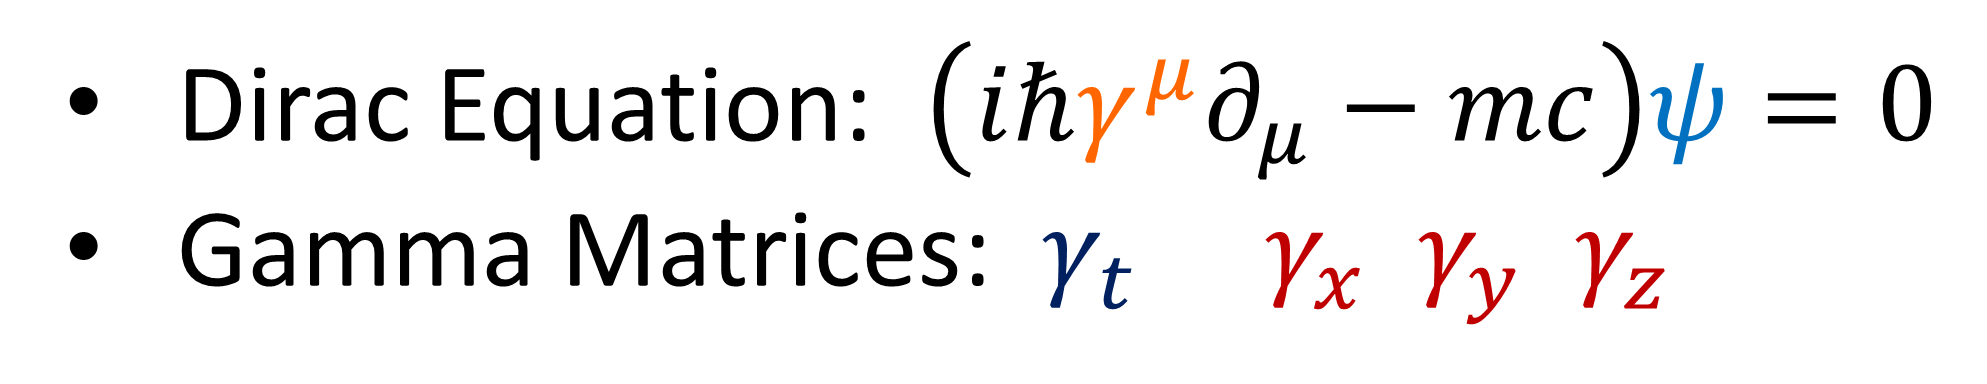 • Dirac Equation: (iħγ^μ ∂_μ − mc)ψ = 0
• Gamma Matrices: γ_t γ_x γ_y γ_z